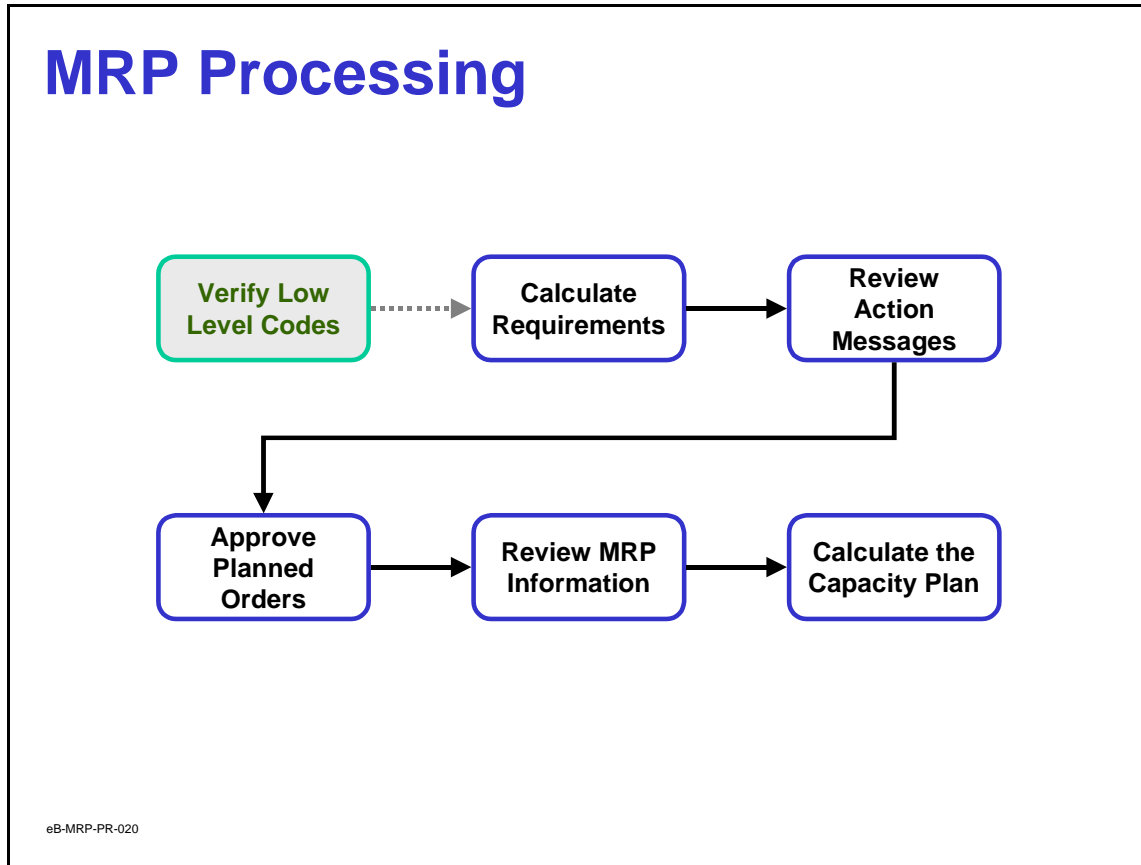 MRP Processing
Verify Low
Level Codes
Calculate
Requirements
Review
Action
Messages
Approve
Planned
Orders
Review MRP
Information
Calculate the
Capacity Plan
eB-MRP-PR-020